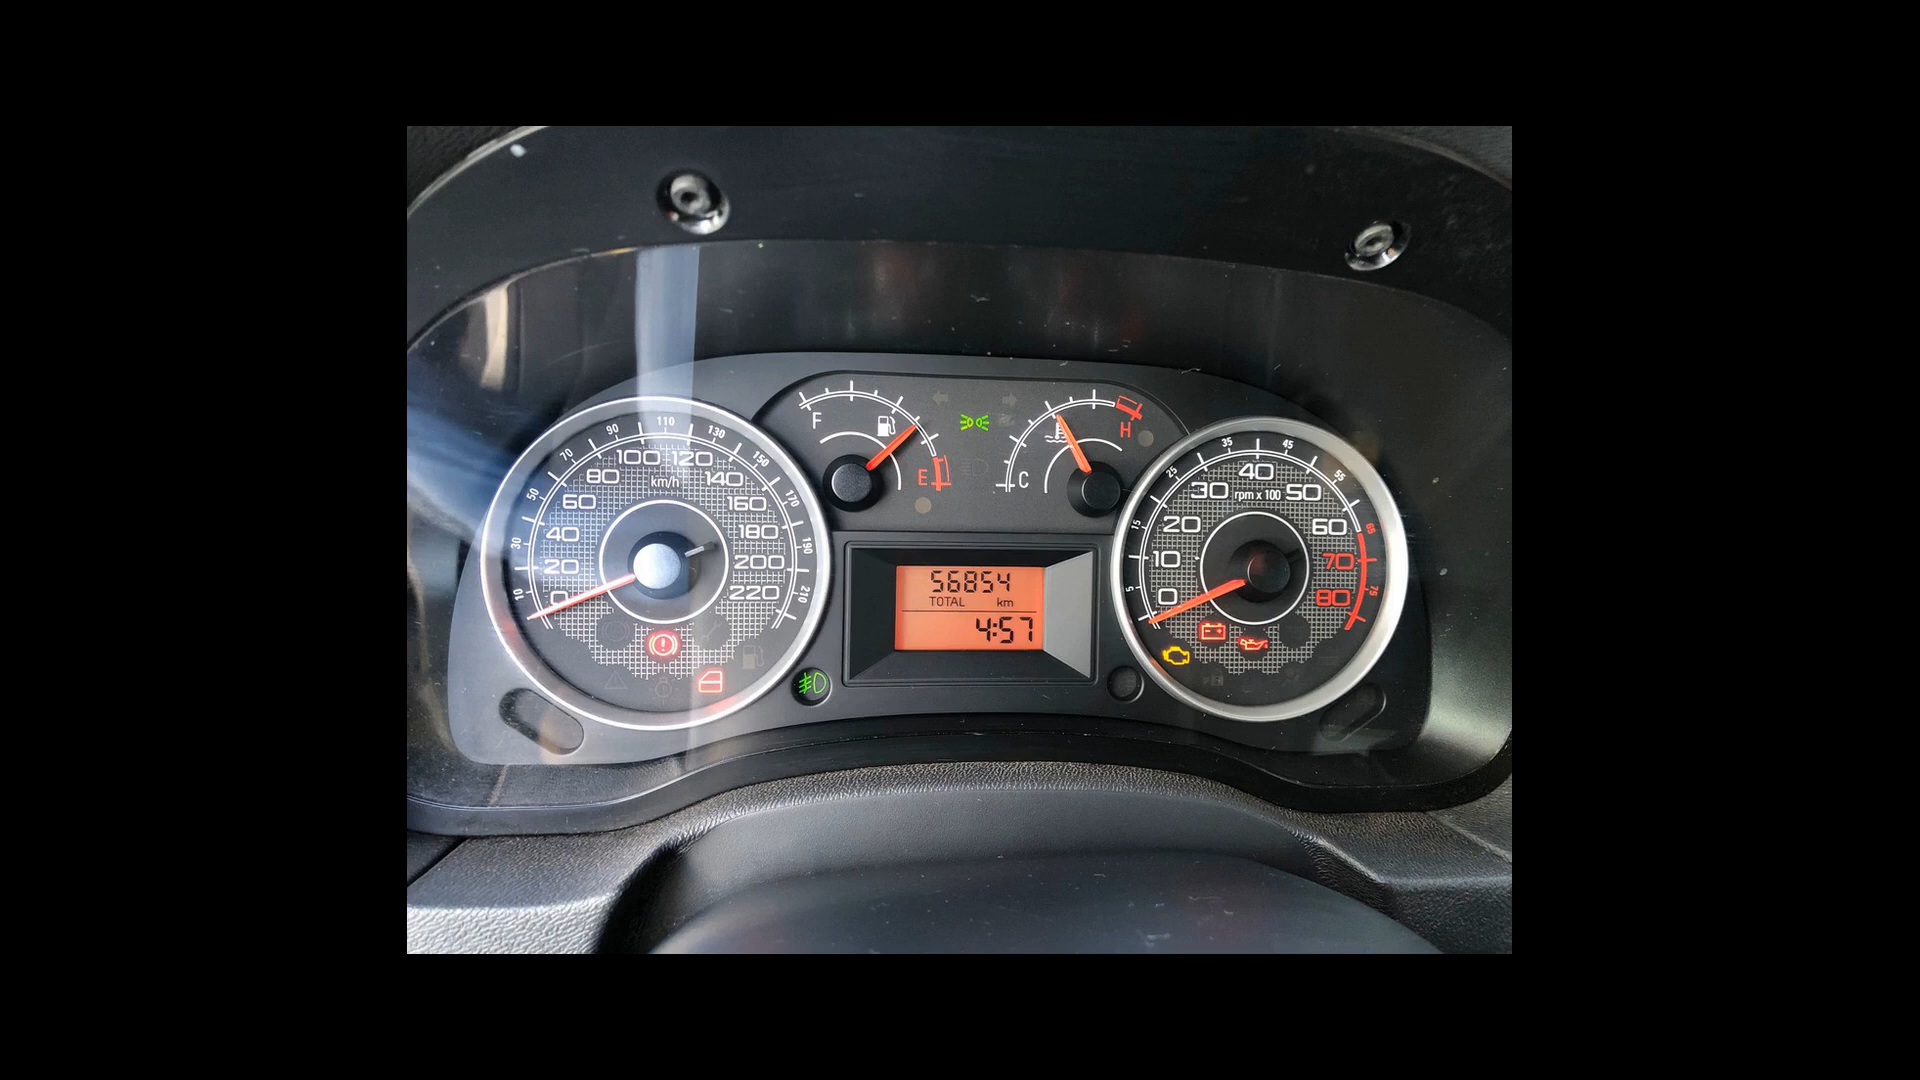 F
E
C
H
0 20 40 60 80 100 120 140 160 180 200 220
10 30 50 70 90 110 130 150 170 190 210
km/h
56854
TOTAL km
4:57
0 10 20 30 40 50 60 70 80
5 15 25 35 45 55 65 75
rpm x 100